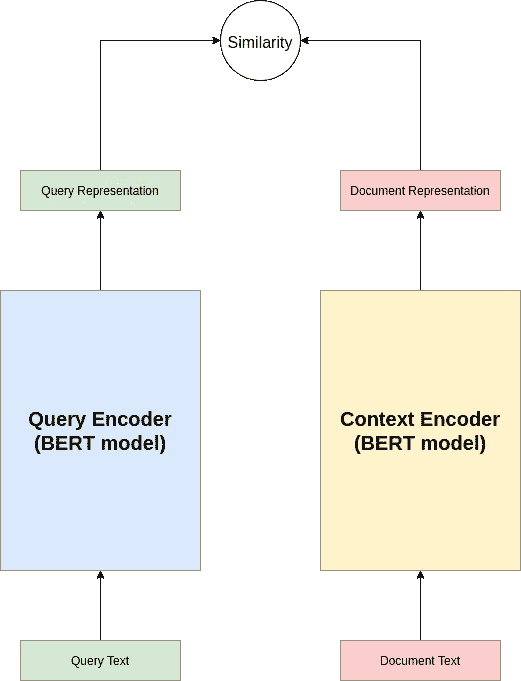 Similarity
Query Representation
Document Representation
Query Encoder
(BERT model)
Context Encoder
(BERT model)
Query Text
Document Text